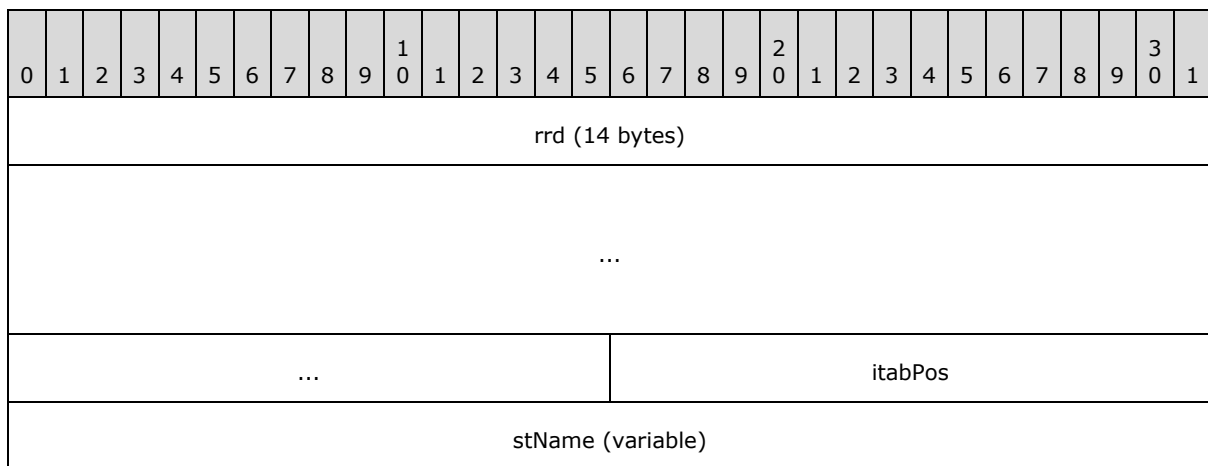 1 2 3
0 1 2 3 4 5 6 7 8 9 0 1 2 3 4 5 6 7 8 9 0 1 2 3 4 5 6 7 8 9 0 1
rrd (14 bytes)
...
... itabPos
stName (variable)